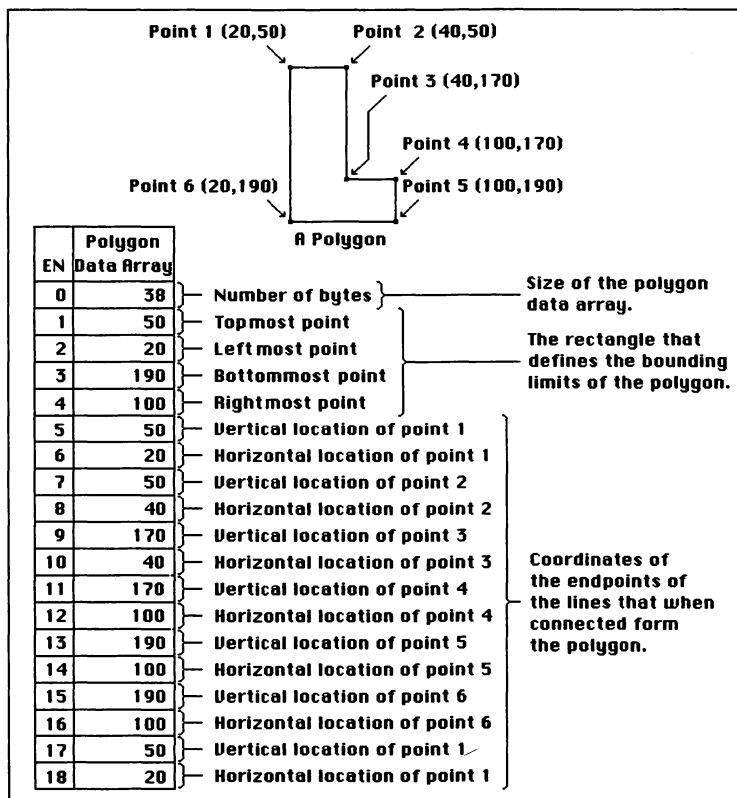 Point 1 (20,50)
Point 2 (40,50)
Point 3 (40,170)
Point 4 (100,170)
Point 6 (20,190)
Point 5 (100,190)
A Polygon
EN
Polygon
Data Array
0 38 Number of bytes
Size of the polygon
data array.
1 50 Topmost point
2 20 Leftmost point
3 190 Bottommost point
4 100 Rightmost point
The rectangle that
defines the bounding
limits of the polygon.
5 50 Vertical location of point 1
6 20 Horizontal location of point 1
7 50 Vertical location of point 2
8 40 Horizontal location of point 2
9 170 Vertical location of point 3
10 40 Horizontal location of point 3
11 170 Vertical location of point 4
12 100 Horizontal location of point 4
13 190 Vertical location of point 5
14 100 Horizontal location of point 5
15 190 Vertical location of point 6
16 100 Horizontal location of point 6
17 50 Vertical location of point 1
18 20 Horizontal location of point 1
Coordinates of
the endpoints of
the lines that when
connected form
the polygon.